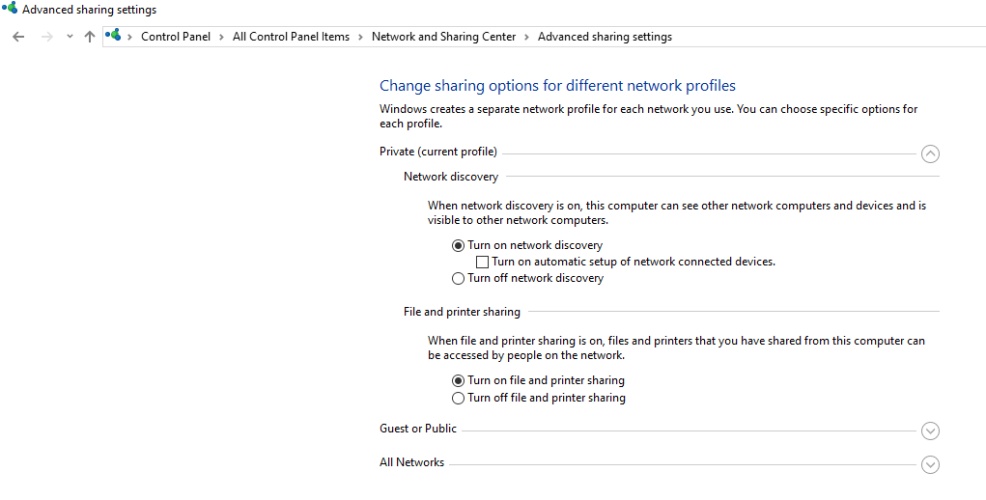 Advanced sharing settings
Control Panel > All Control Panel Items > Network and Sharing Center > Advanced sharing settings
Change sharing options for different network profiles
Windows creates a separate network profile for each network you use. You can choose specific options for
each profile.
Private (current profile)
Network discovery
When network discovery is on, this computer can see other network computers and devices and is
visible to other network computers.
Turn on network discovery
Turn on automatic setup of network connected devices.
Turn off network discovery
File and printer sharing
When file and printer sharing is on, files and printers that you have shared from this computer can
be accessed by people on the network.
Turn on file and printer sharing
Turn off file and printer sharing
Guest or Public
All Networks